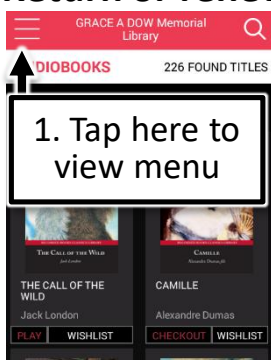 GRACE A DOW Memorial
Library
DIOBOOKS 226 FOUND TITLES
1. Tap here to
view menu
THE CALL OF THE WILD
Jack London
CAMILLE
Alexandre Dumas, fils
THE CALL OF THE
WILD
CAMILLE
Jack London
Alexandre Dumas
PLAY WISHLIST
CHECKOUT WISHLIST